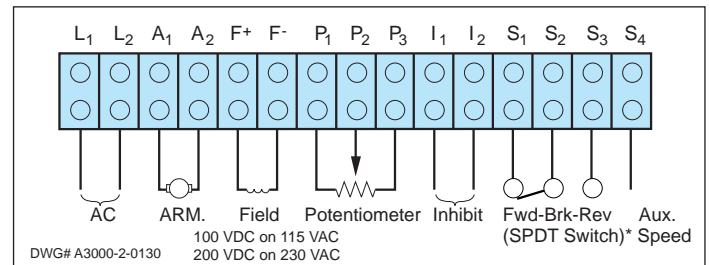 L1 L2 A1 A2 F+ F- P1 P2 P3 I1 I2 S1 S2 S3 S4
AC ARM. Field Potentiometer Inhibit Fwd-Brk-Rev Aux.
(SPDT Switch)* Speed
100 VDC on 115 VAC
200 VDC on 230 VAC
DWG# A3000-2-0130